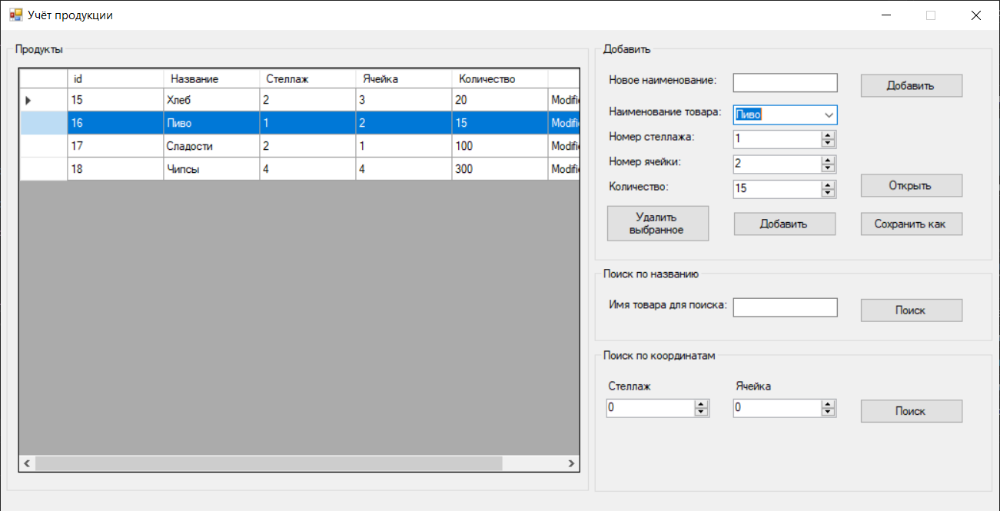 Учёт продукции
Продукты
id Название Стеллаж Ячейка Количество
15 Хлеб 2 3 20 Modifi
16 Пиво 1 2 15 Modifi
17 Сладости 2 1 100 Modifi
18 Чипсы 4 4 300 Modifi
Добавить
Новое наименование: Добавить
Наименование товара: Пиво
Номер стеллажа: 1
Номер ячейки: 2
Количество: 15 Открыть
Удалить
выбранное
Добавить Сохранить как
Поиск по названию
Имя товара для поиска: Поиск
Поиск по координатам
Стеллаж Ячейка
0 0 Поиск